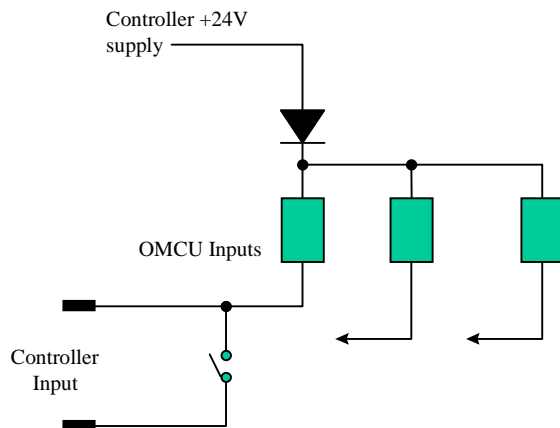 Controller +24V
supply
OMCU Inputs
Controller
Input